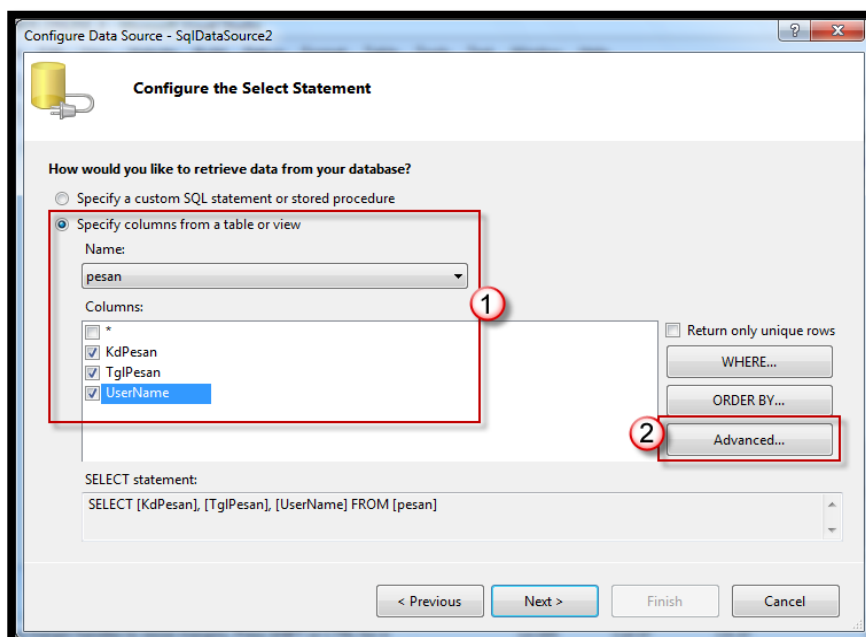 Configure Data Source - SqlDataSource2
Configure the Select Statement
How would you like to retrieve data from your database?
Specify a custom SQL statement or stored procedure
Specify columns from a table or view
Name:
pesan
Columns:
*
KdPesan
TglPesan
UserName
1
Return only unique rows
WHERE...
ORDER BY...
2
Advanced...
SELECT statement:
SELECT [KdPesan], [TglPesan], [UserName] FROM [pesan]
< Previous
Next >
Finish
Cancel